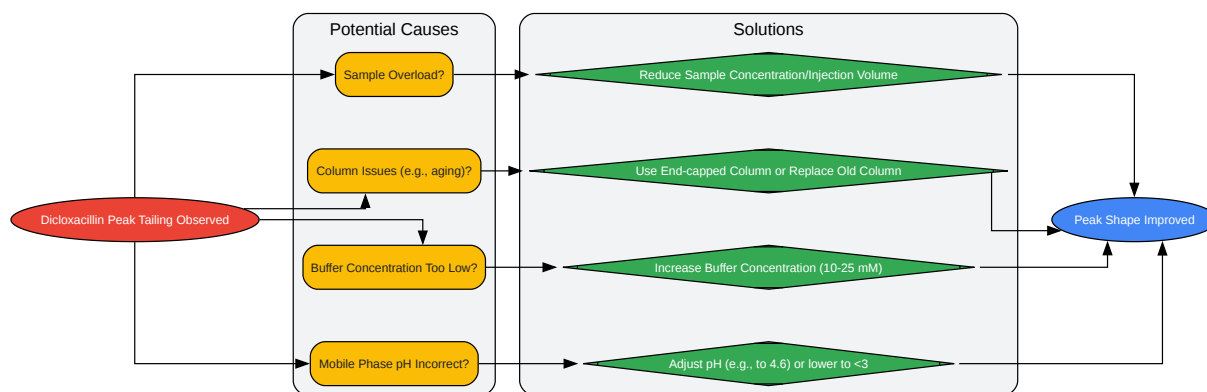 Potential Causes
Solutions
Sample Overload?
Reduce Sample Concentration/Injection Volume
Column Issues (e.g., aging)?
Use End-capped Column or Replace Old Column
Dicloxacillin Peak Tailing Observed
Peak Shape Improved
Buffer Concentration Too Low?
Increase Buffer Concentration (10-25 mM)
Mobile Phase pH Incorrect?
Adjust pH (e.g., to 4.6) or lower to <3